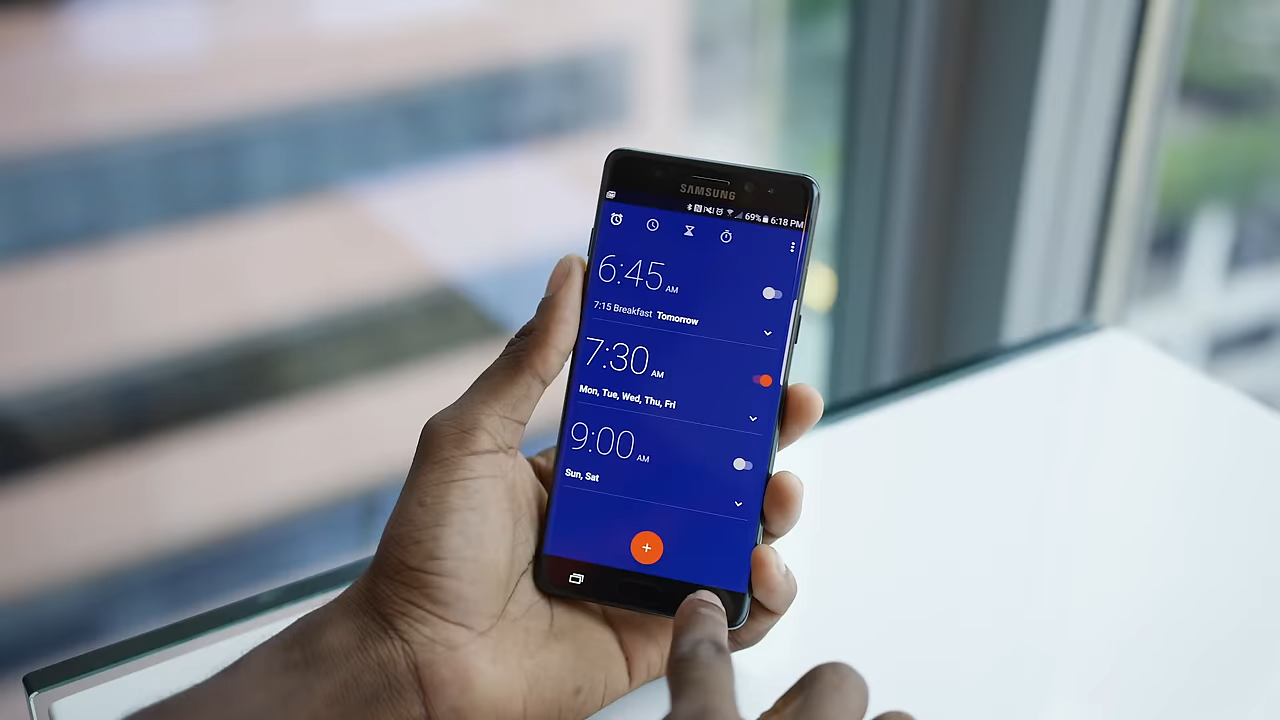 SAMSUNG
69% 6:18 PM
6:45 AM
7:15 Breakfast Tomorrow
7:30 AM
Mon, Tue, Wed, Thu, Fri
9:00 AM
Sun, Sat